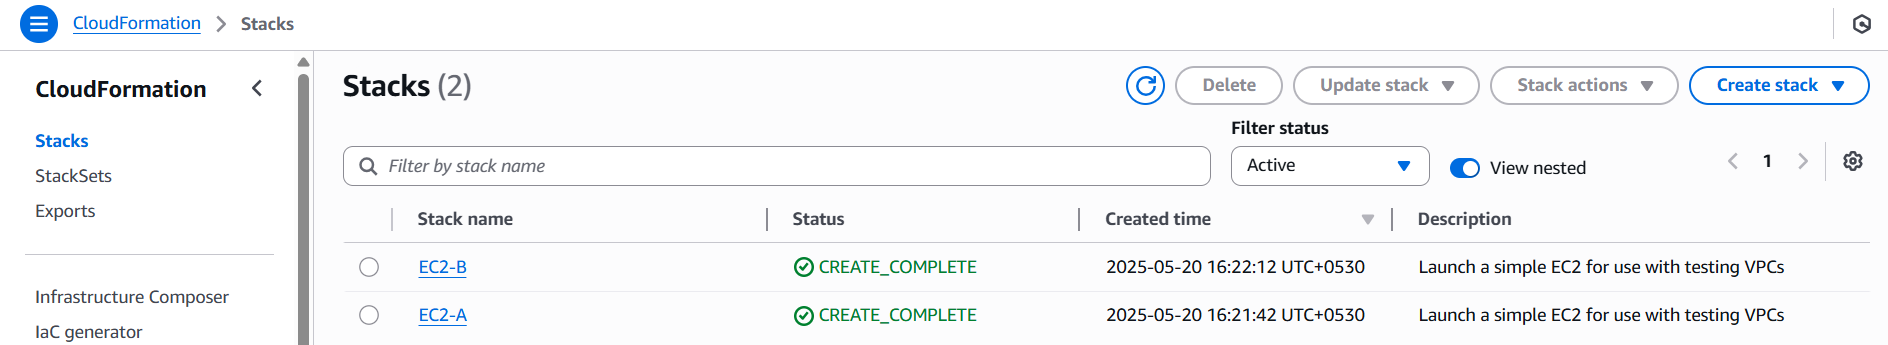 CloudFormation > Stacks
CloudFormation
Stacks
StackSets
Exports
Infrastructure Composer
IaC generator
Stacks (2)
Delete
Update stack
Stack actions
Create stack
Filter by stack name
Filter status
Active
View nested
1
Stack name Status Created time Description
EC2-B CREATE_COMPLETE 2025-05-20 16:22:12 UTC+0530 Launch a simple EC2 for use with testing VPCs
EC2-A CREATE_COMPLETE 2025-05-20 16:21:42 UTC+0530 Launch a simple EC2 for use with testing VPCs